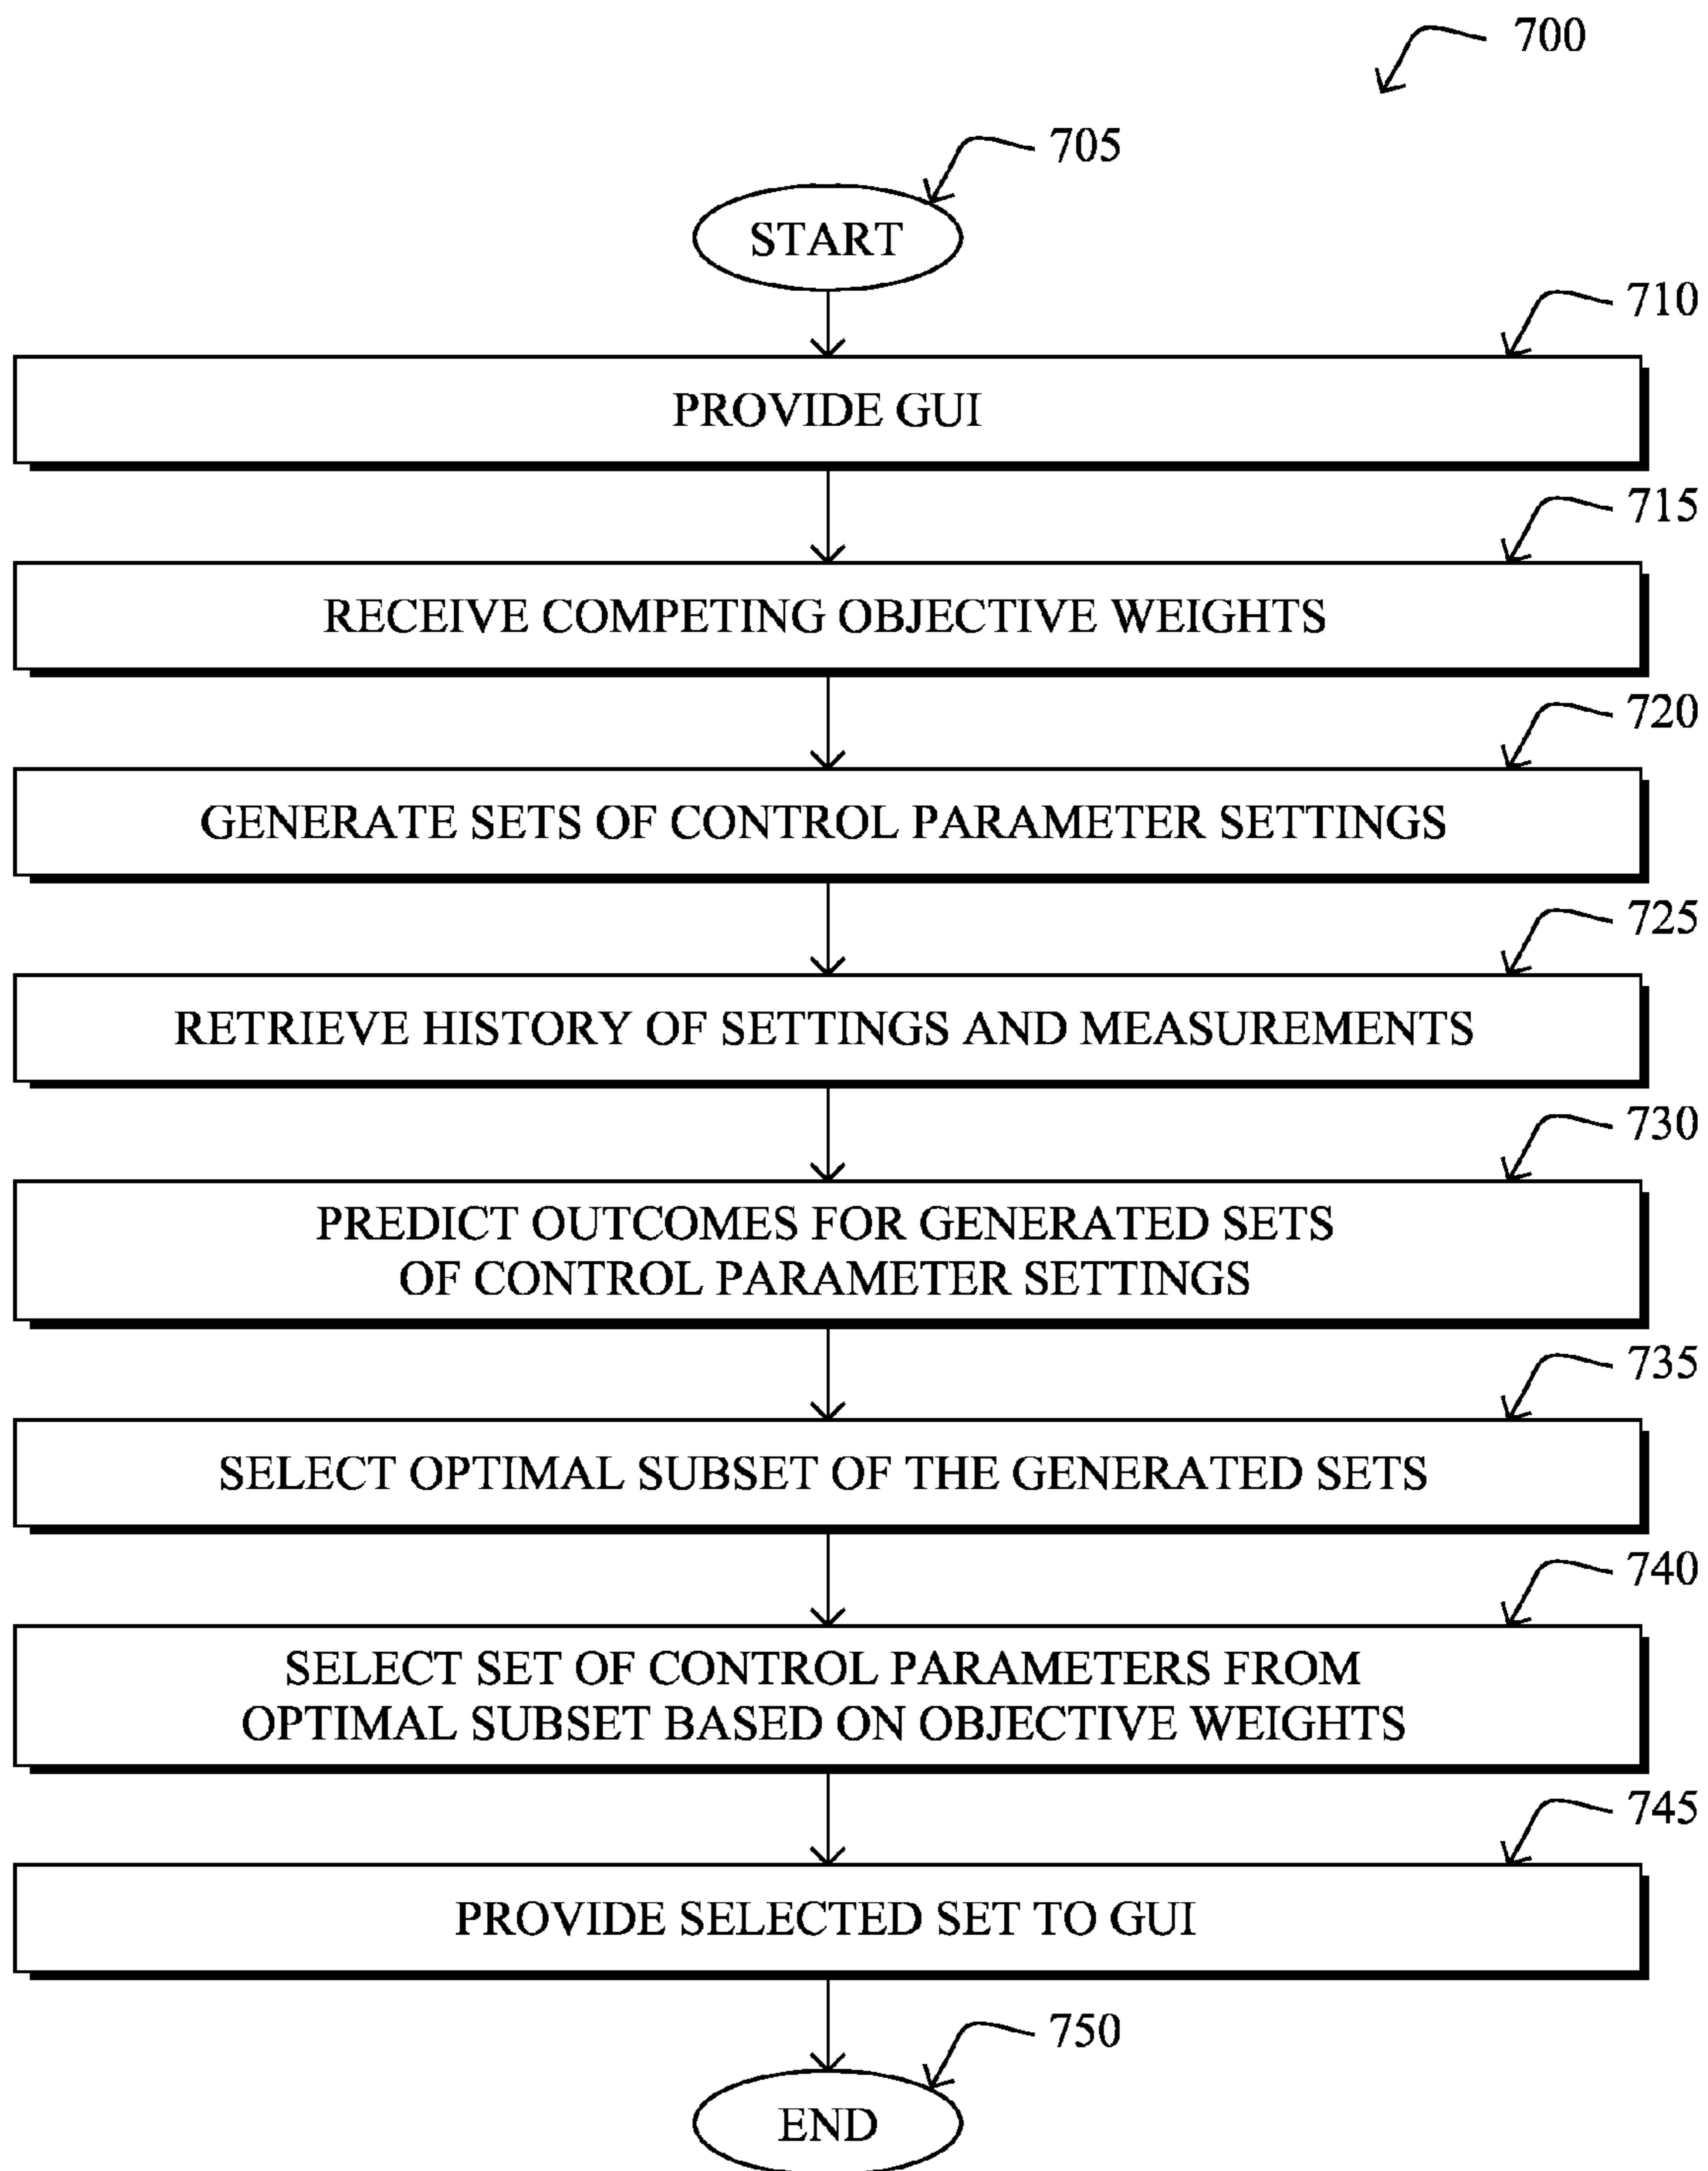 700
705
START
710
PROVIDE GUI
715
RECEIVE COMPETING OBJECTIVE WEIGHTS
720
GENERATE SETS OF CONTROL PARAMETER SETTINGS
725
RETRIEVE HISTORY OF SETTINGS AND MEASUREMENTS
730
PREDICT OUTCOMES FOR GENERATED SETS
OF CONTROL PARAMETER SETTINGS
735
SELECT OPTIMAL SUBSET OF THE GENERATED SETS
740
SELECT SET OF CONTROL PARAMETERS FROM
OPTIMAL SUBSET BASED ON OBJECTIVE WEIGHTS
745
PROVIDE SELECTED SET TO GUI
750
END